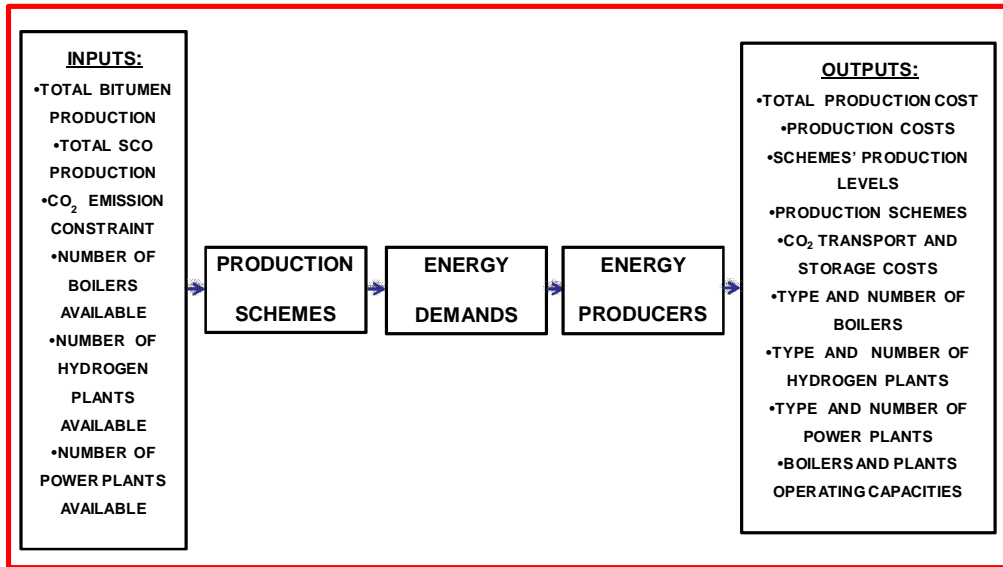 INPUTS:
•TOTAL BITUMEN
PRODUCTION
•TOTAL SCO
PRODUCTION
•CO2 EMISSION
CONSTRAINT
•NUMBER OF
BOILERS
AVAILABLE
•NUMBER OF
HYDROGEN
PLANTS
AVAILABLE
•NUMBER OF
POWER PLANTS
AVAILABLE
PRODUCTION
SCHEMES
ENERGY
DEMANDS
ENERGY
PRODUCERS
OUTPUTS:
•TOTAL PRODUCTION COST
•PRODUCTION COSTS
•SCHEMES’ PRODUCTION
LEVELS
•PRODUCTION SCHEMES
•CO2 TRANSPORT AND
STORAGE COSTS
•TYPE AND NUMBER OF
BOILERS
•TYPE AND NUMBER OF
HYDROGEN PLANTS
•TYPE AND NUMBER OF
POWER PLANTS
•BOILERS AND PLANTS
OPERATING CAPACITIES